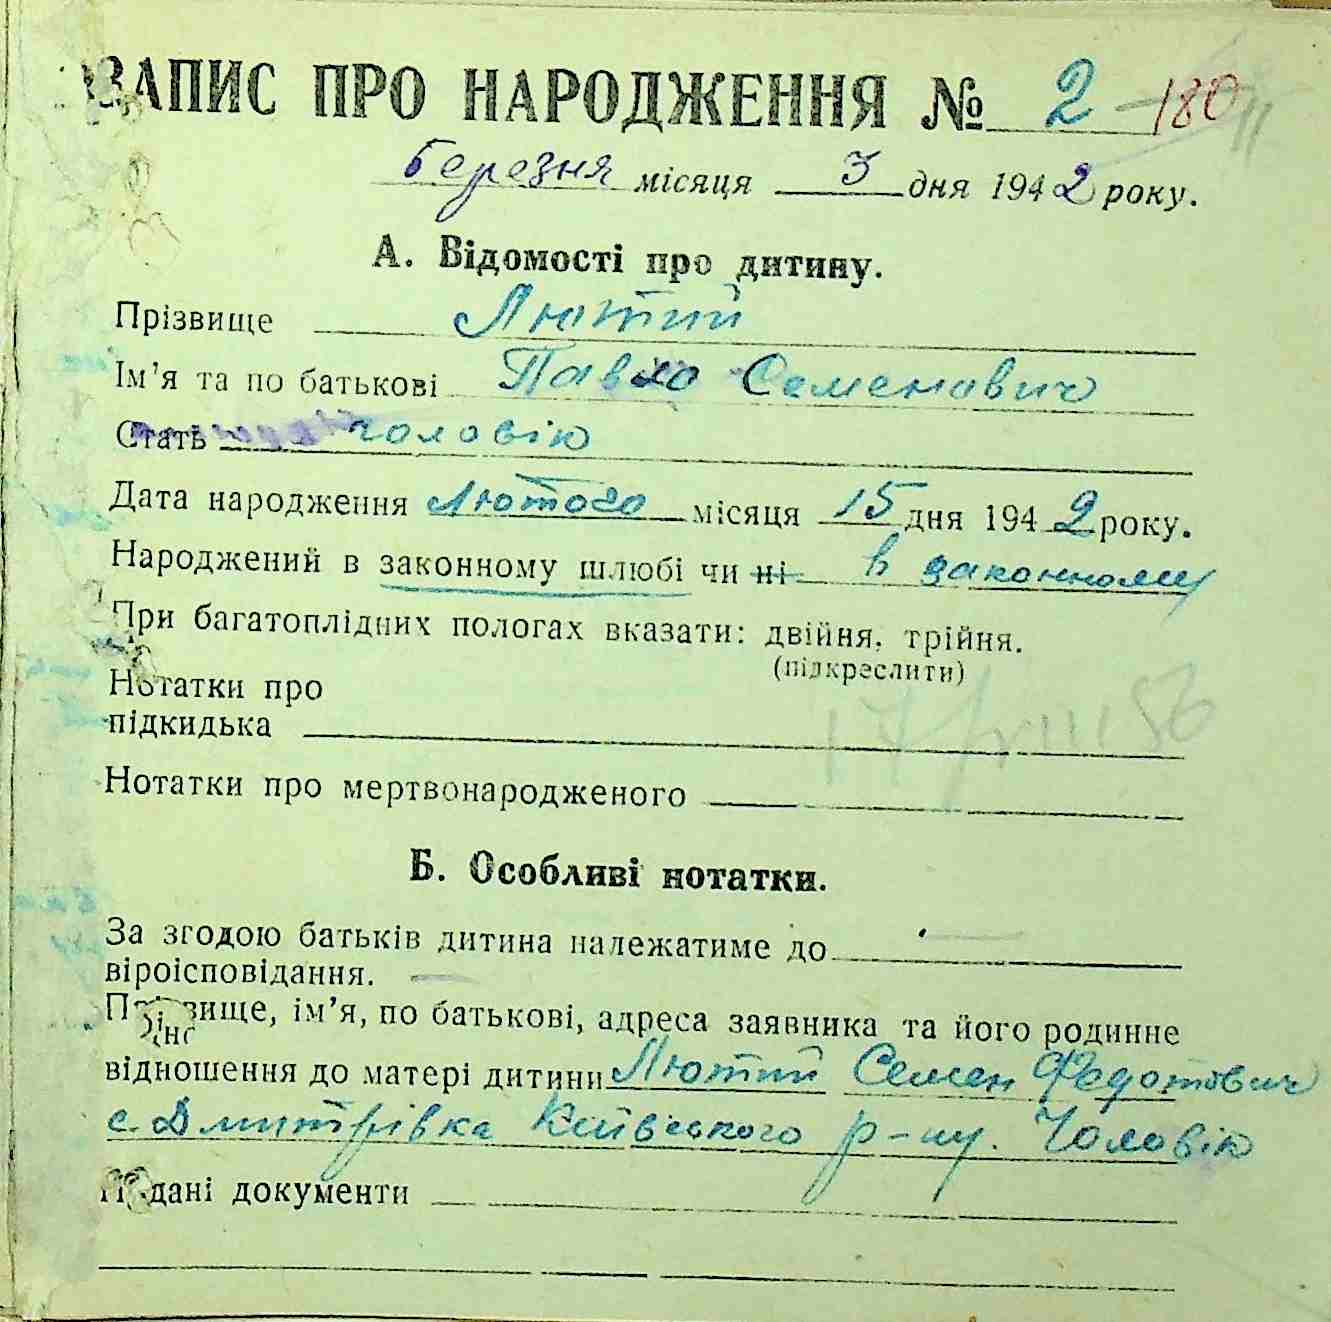 ЗАПИС ПРО НАРОДЖЕННЯ № 2 -180
березня місяця 3 дня 1942 року.
А. Відомості про дитину.
Прізвище Лютий
Ім'я та по батькові Павло Семенович
Стать чоловік
Дата народження Лютого місяця 15 дня 1942 року.
Народжений в законному шлюбі чи ні в законному
При багатоплідних пологах вказати: двійня, трійня.
(підкреслити)
Нотатки про
підкидька
17/VIII 56
Нотатки про мертвонародженого
Б. Особливі нотатки.
За згодою батьків дитина належатиме до
віроісповідання.
Прізвище, ім'я, по батькові, адреса заявника та його родинне
відношення до матері дитини Лютий Семен Федотович
с. Дмитрівка Київського р-ну. Чоловік
Подані документи